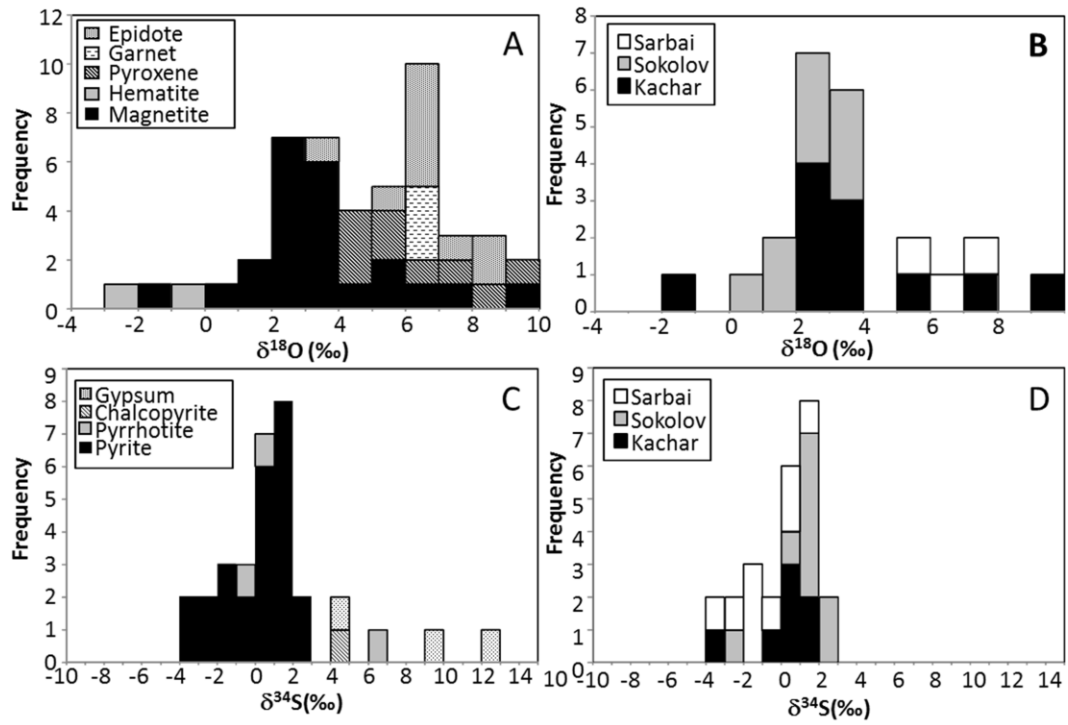 A
Epidote
Garnet
Pyroxene
Hematite
Magnetite
Frequency
12
10
8
6
4
2
0
-4 -2 0 2 4 6 8 10
δ18O (‰)
B
Sarbai
Sokolov
Kachar
Frequency
8
7
6
5
4
3
2
1
0
-4 -2 0 2 4 6 8
δ18O (‰)
C
Gypsum
Chalcopyrite
Pyrrhotite
Pyrite
Frequency
9
8
7
6
5
4
3
2
1
0
-10 -8 -6 -4 -2 0 2 4 6 8 10 12 14
δ34S(‰)
D
Sarbai
Sokolov
Kachar
Frequency
9
8
7
6
5
4
3
2
1
0
10 -10 -8 -6 -4 -2 0 2 4 6 8 10 12 14
δ34S(‰)